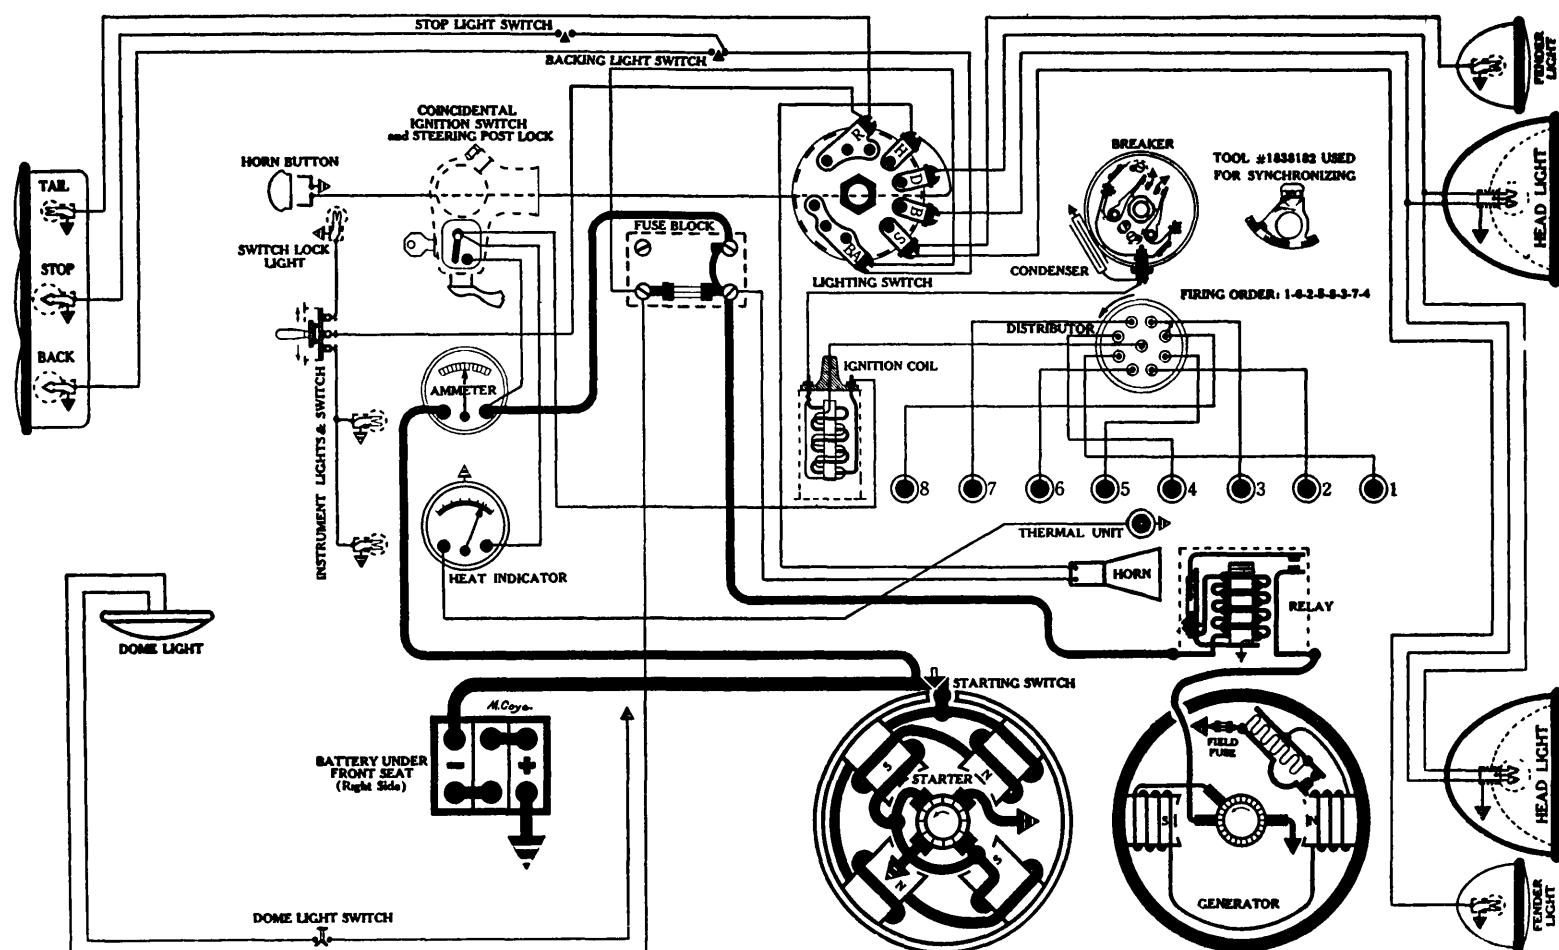 STOP LIGHT SWITCH
BACKING LIGHT SWITCH
FENDER
LIGHT
COINCIDENTAL
IGNITION SWITCH
and STEERING POST LOCK
HORN BUTTON
BREAKER
TOOL #1838182 USED
FOR SYNCHRONIZING
HEAD LIGHT
R
H
D
B
S
BA
TAIL
STOP
BACK
SWITCH LOCK
LIGHT
FUSE BLOCK
LIGHTING SWITCH
CONDENSER
FIRING ORDER: 1-6-2-5-8-3-7-4
DISTRIBUTOR
IGNITION COIL
AMMETER
INSTRUMENT LIGHTS & SWITCH
8
7
6
5
4
3
2
1
THERMAL UNIT
HEAT INDICATOR
HORN
RELAY
DOME LIGHT
STARTING SWITCH
M.Coye.
BATTERY UNDER
FRONT SEAT
(Right Side)
-
+
STARTER
S
N
N
S
FIELD
FUSE
S
N
GENERATOR
HEAD LIGHT
FENDER
LIGHT
DOME LIGHT SWITCH